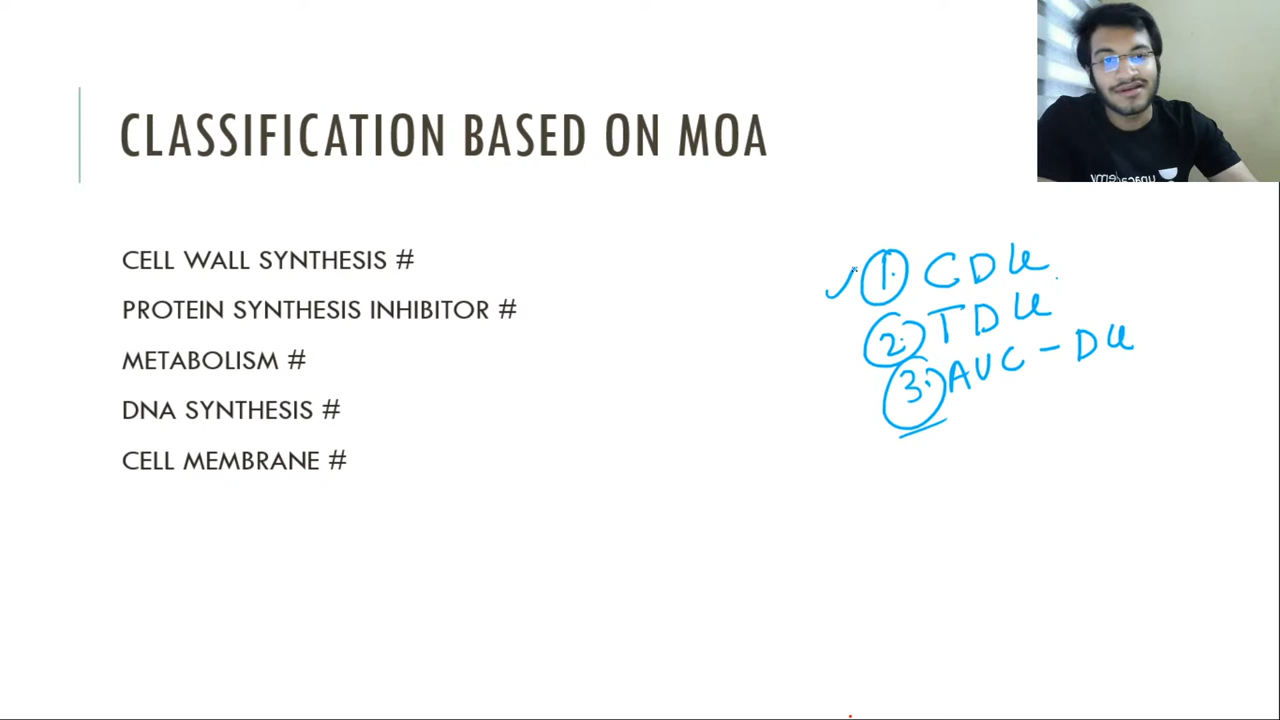 CLASSIFICATION BASED ON MOA
CELL WALL SYNTHESIS #
PROTEIN SYNTHESIS INHIBITOR #
METABOLISM #
DNA SYNTHESIS #
CELL MEMBRANE #
1. CDK
2. TDK
3. AUC - DK
unacademy